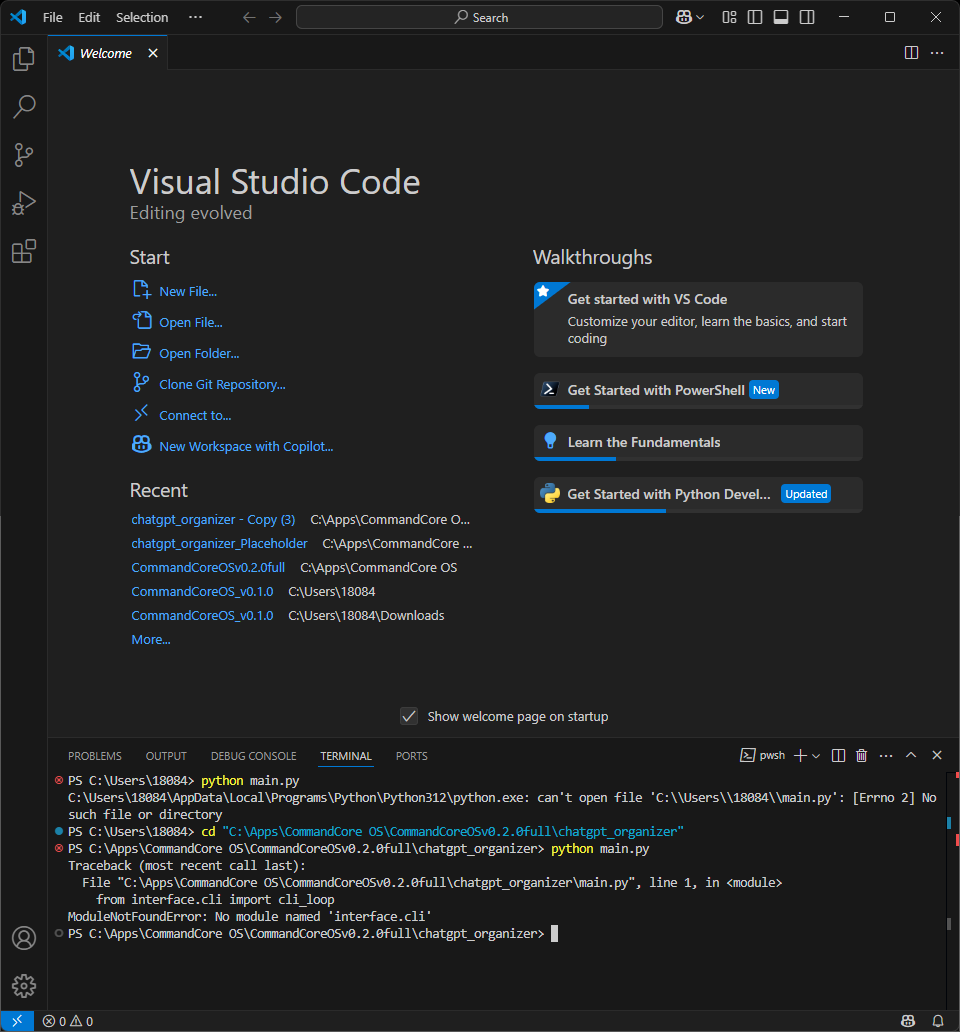 File Edit Selection ··· Search
Welcome
Visual Studio Code
Editing evolved
Start
New File...
Open File...
Open Folder...
Clone Git Repository...
Connect to...
New Workspace with Copilot...
Recent
chatgpt_organizer - Copy (3) C:\Apps\CommandCore O...
chatgpt_organizer_Placeholder C:\Apps\CommandCore ...
CommandCoreOSv0.2.0full C:\Apps\CommandCore OS
CommandCoreOS_v0.1.0 C:\Users\18084
CommandCoreOS_v0.1.0 C:\Users\18084\Downloads
More...
Walkthroughs
Get started with VS Code
Customize your editor, learn the basics, and start
coding
Get Started with PowerShell New
Learn the Fundamentals
Get Started with Python Devel... Updated
Show welcome page on startup
PROBLEMS OUTPUT DEBUG CONSOLE TERMINAL PORTS pwsh
PS C:\Users\18084> python main.py
C:\Users\18084\AppData\Local\Programs\Python\Python312\python.exe: can't open file 'C:\\Users\\18084\\main.py': [Errno 2] No
such file or directory
PS C:\Users\18084> cd "C:\Apps\CommandCore OS\CommandCoreOSv0.2.0full\chatgpt_organizer"
PS C:\Apps\CommandCore OS\CommandCoreOSv0.2.0full\chatgpt_organizer> python main.py
Traceback (most recent call last):
  File "C:\Apps\CommandCore OS\CommandCoreOSv0.2.0full\chatgpt_organizer\main.py", line 1, in <module>
    from interface.cli import cli_loop
ModuleNotFoundError: No module named 'interface.cli'
PS C:\Apps\CommandCore OS\CommandCoreOSv0.2.0full\chatgpt_organizer>
0 0